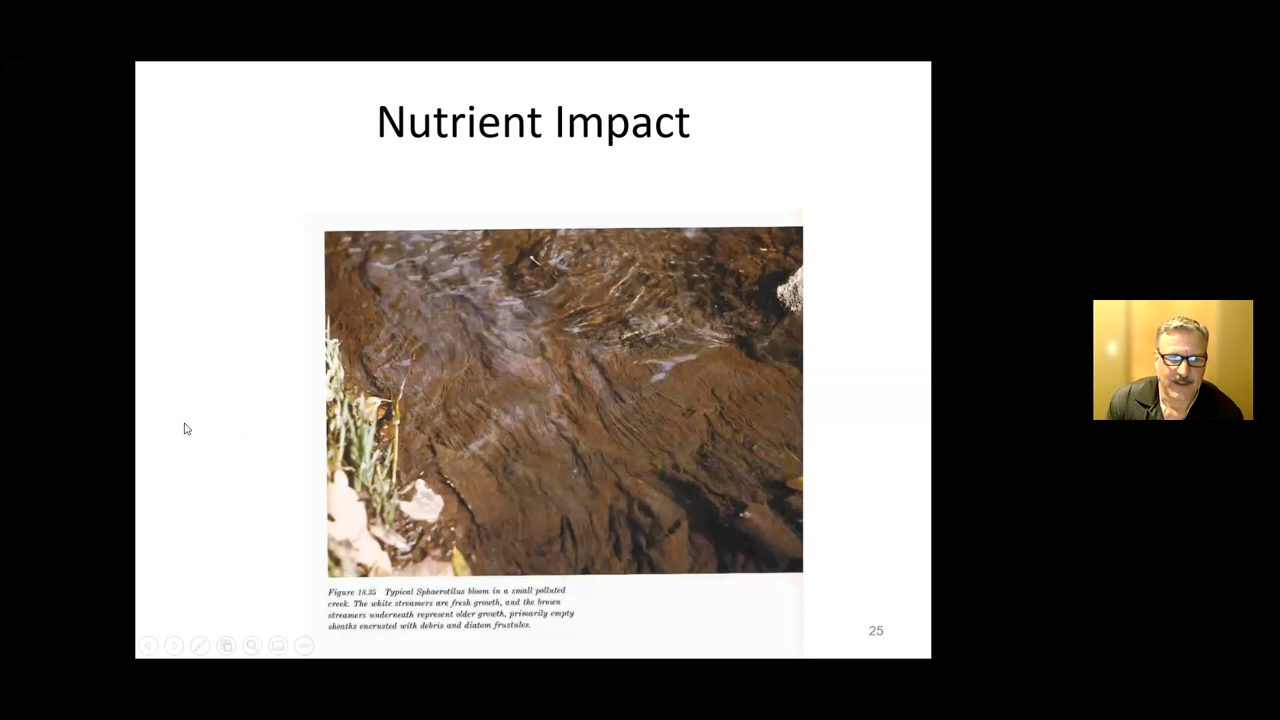 Nutrient Impact
Figure 18.35 Typical Sphaerotilus bloom in a small polluted
creek. The white streamers are fresh growth, and the brown
streamers underneath represent older growth, primarily empty
sheaths encrusted with debris and diatom frustules.
25